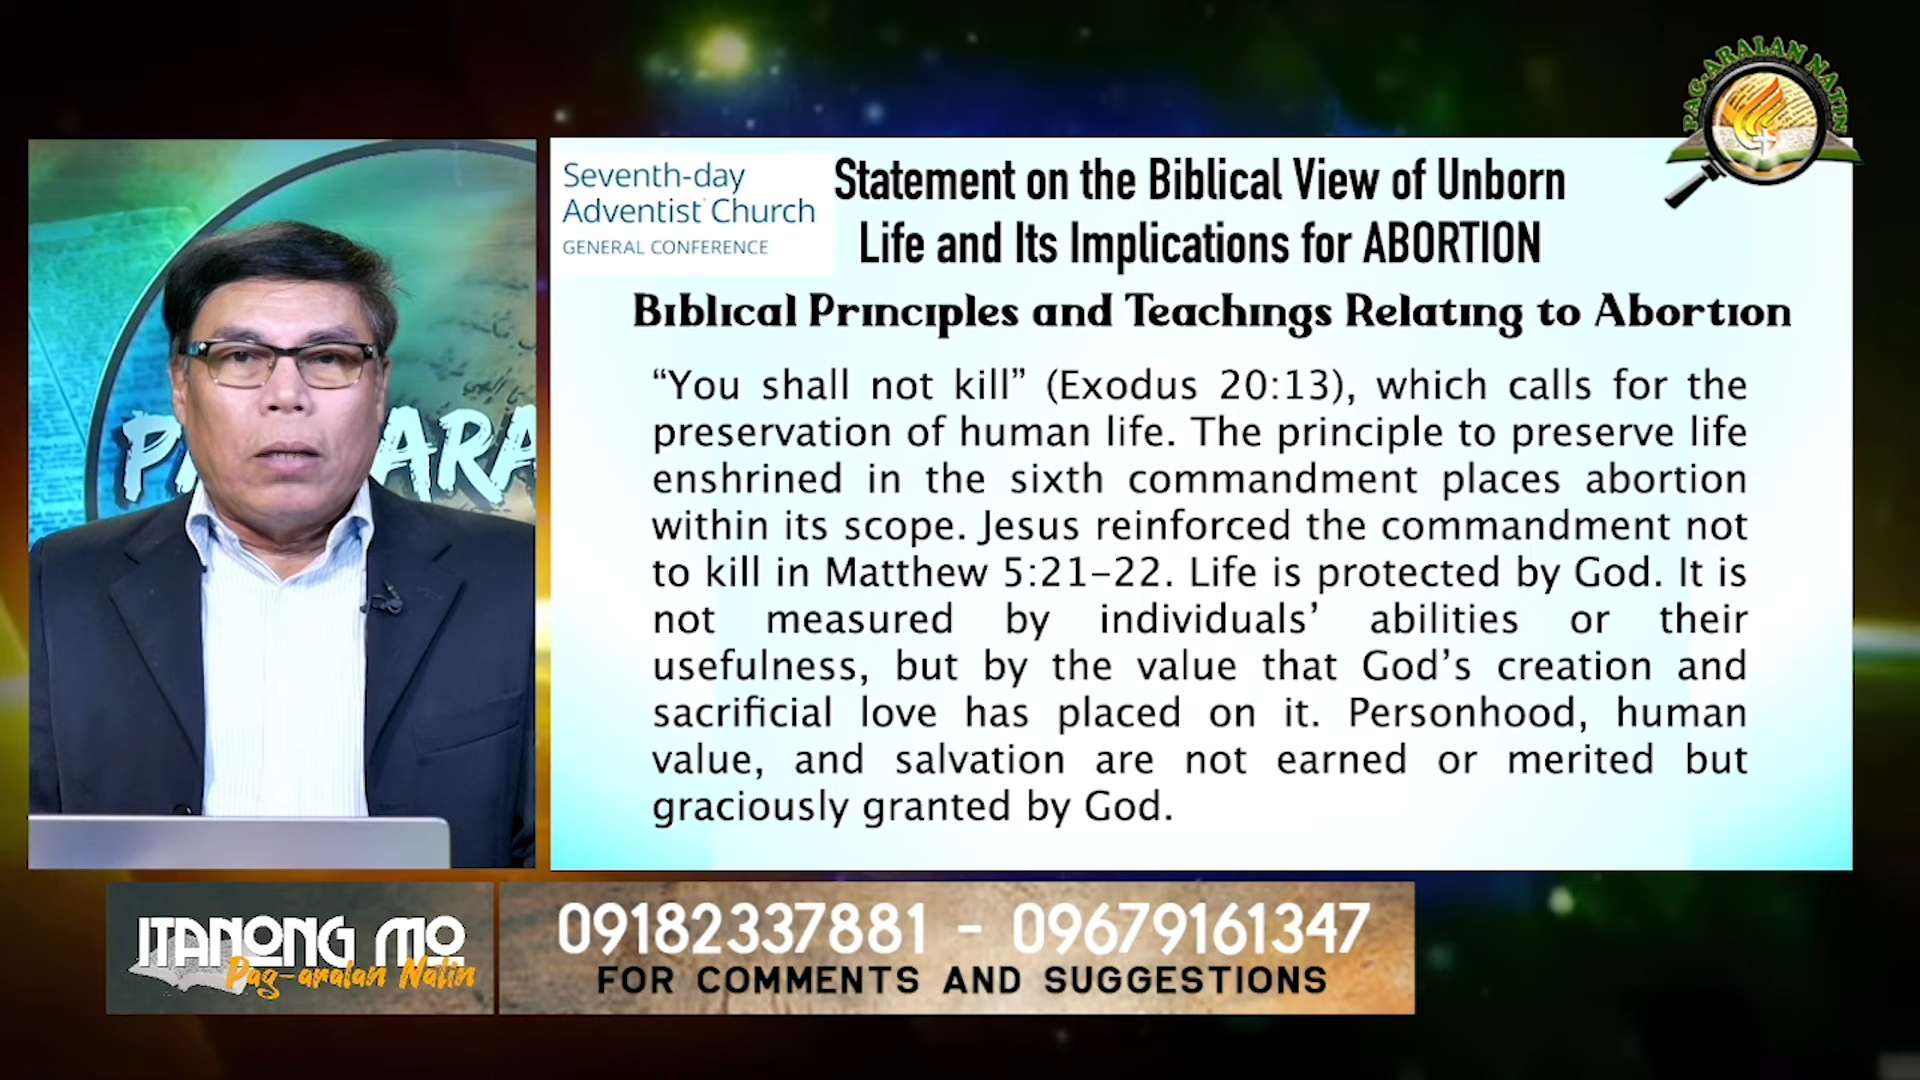 PAG-ARALAN NATIN
Seventh-day
Adventist Church
GENERAL CONFERENCE
Statement on the Biblical View of Unborn
Life and Its Implications for ABORTION
Biblical Principles and Teachings Relating to Abortion
“You shall not kill” (Exodus 20:13), which calls for the
preservation of human life. The principle to preserve life
enshrined in the sixth commandment places abortion
within its scope. Jesus reinforced the commandment not
to kill in Matthew 5:21–22. Life is protected by God. It is
not measured by individuals’ abilities or their
usefulness, but by the value that God’s creation and
sacrificial love has placed on it. Personhood, human
value, and salvation are not earned or merited but
graciously granted by God.
ITANONG MO
Pag-aralan Natin
09182337881 - 09679161347
FOR COMMENTS AND SUGGESTIONS